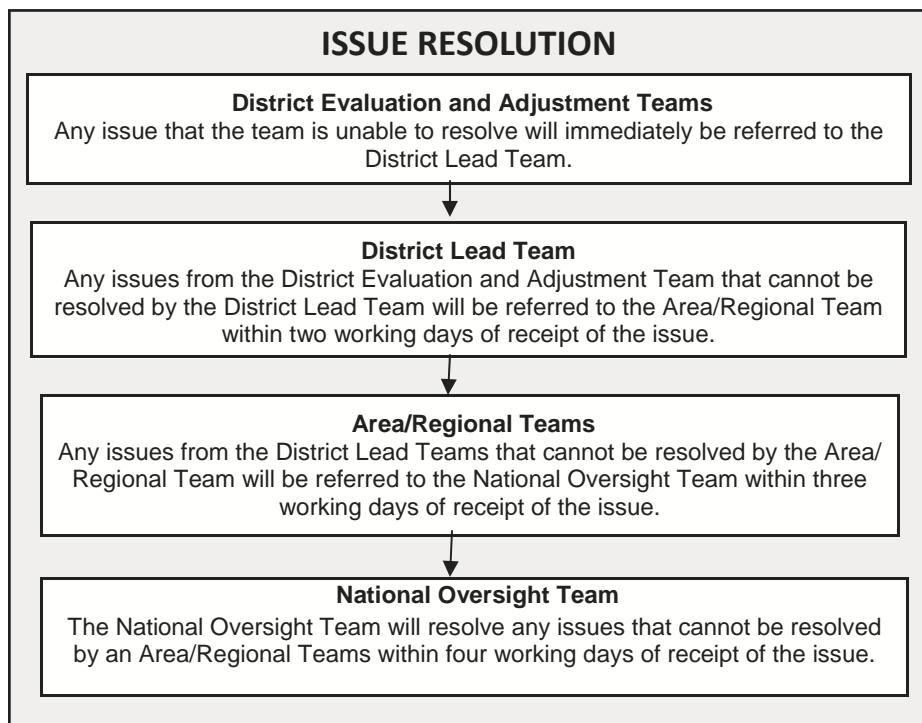 ISSUE RESOLUTION
District Evaluation and Adjustment Teams
Any issue that the team is unable to resolve will immediately be referred to the
District Lead Team.
District Lead Team
Any issues from the District Evaluation and Adjustment Team that cannot be
resolved by the District Lead Team will be referred to the Area/Regional Team
within two working days of receipt of the issue.
Area/Regional Teams
Any issues from the District Lead Teams that cannot be resolved by the Area/
Regional Team will be referred to the National Oversight Team within three
working days of receipt of the issue.
National Oversight Team
The National Oversight Team will resolve any issues that cannot be resolved
by an Area/Regional Teams within four working days of receipt of the issue.